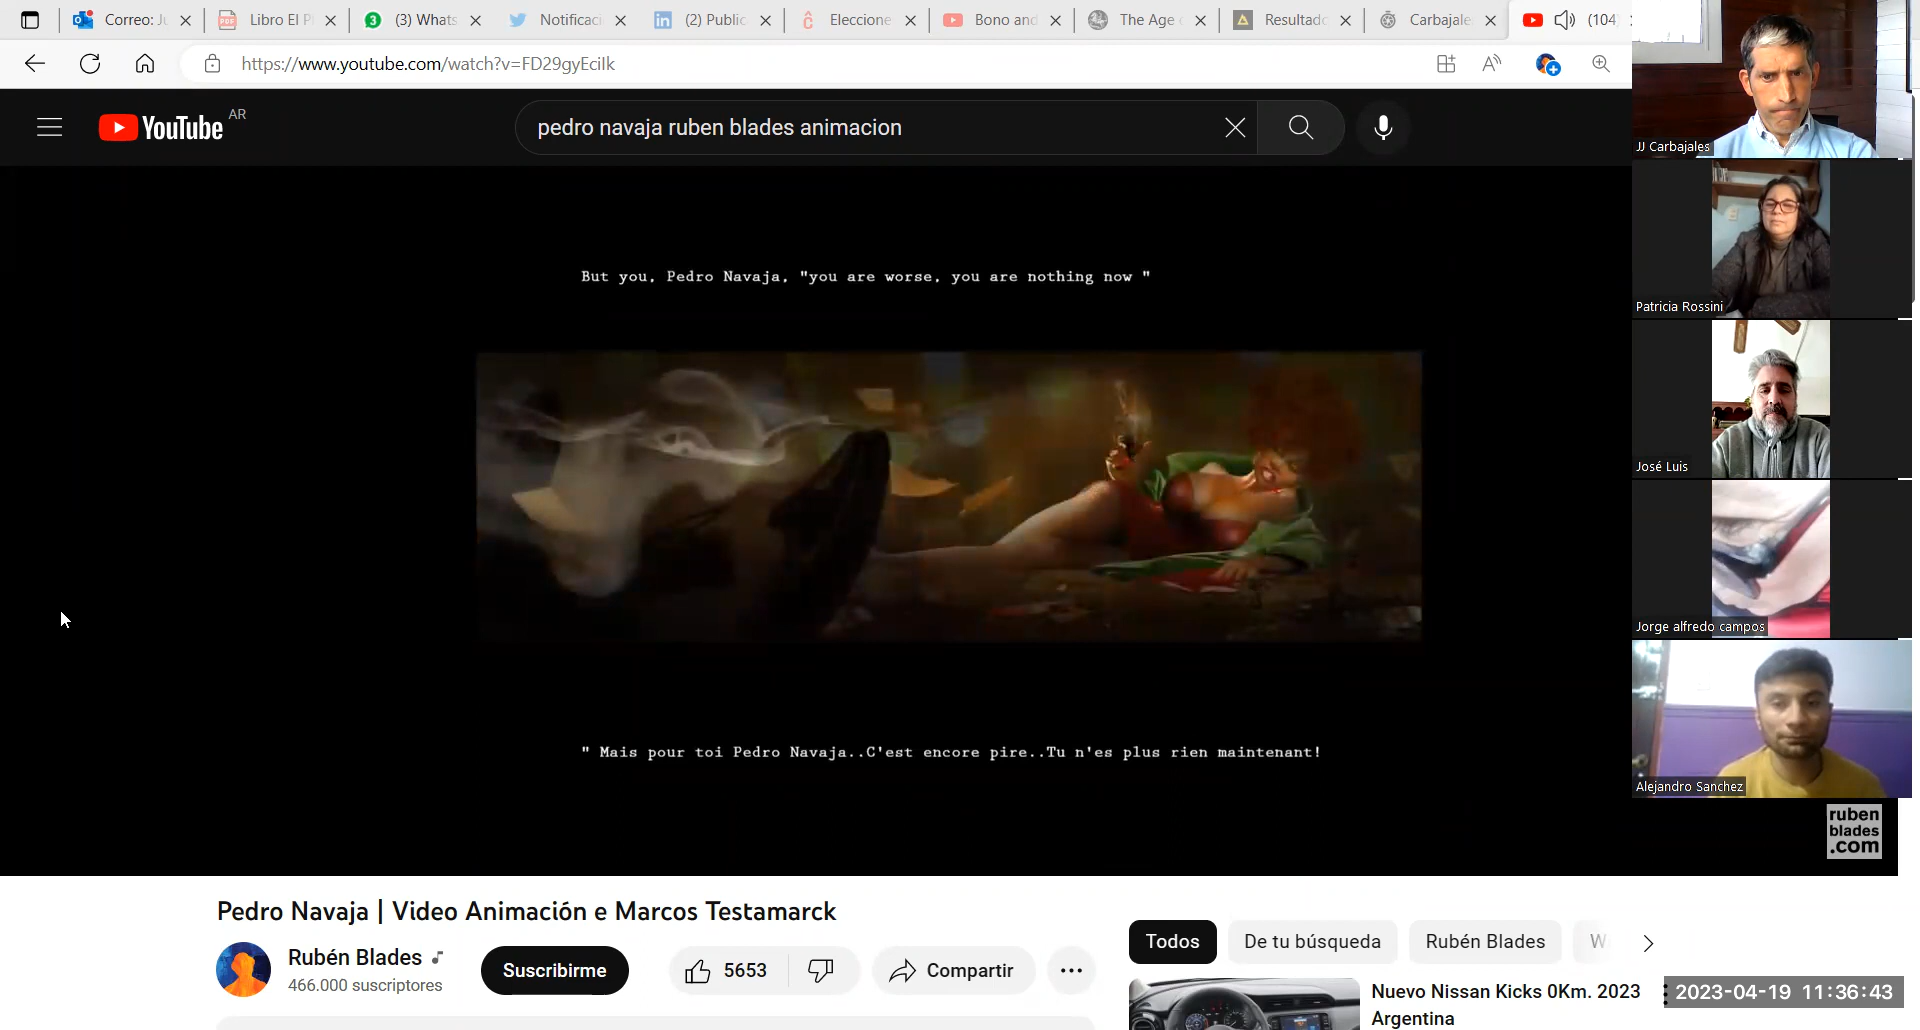 Correo: Ju
Libro El Pl
3
(3) Whats
Notificaci
(2) Public
Eleccione
Bono and
The Age
Resultado
Carbajale
(104
https://www.youtube.com/watch?v=FD29gyEciIk
YouTube AR
pedro navaja ruben blades animacion
JJ Carbajales
But you, Pedro Navaja, "you are worse, you are nothing now "
Patricia Rossini
José Luis
Jorge alfredo campos
" Mais pour toi Pedro Navaja..C'est encore pire..Tu n'es plus rien maintenant!
Alejandro Sanchez
ruben
blades
.com
Pedro Navaja | Video Animación e Marcos Testamarck
Rubén Blades
466.000 suscriptores
Suscribirme
5653
Compartir
Todos
De tu búsqueda
Rubén Blades
W
Nuevo Nissan Kicks 0Km. 2023
Argentina
2023-04-19 11:36:43